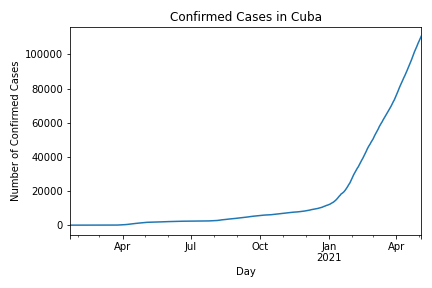 Confirmed Cases in Cuba
Number of Confirmed Cases
100000
80000
60000
40000
20000
0
Apr
Jul
Oct
Jan
2021
Apr
Day